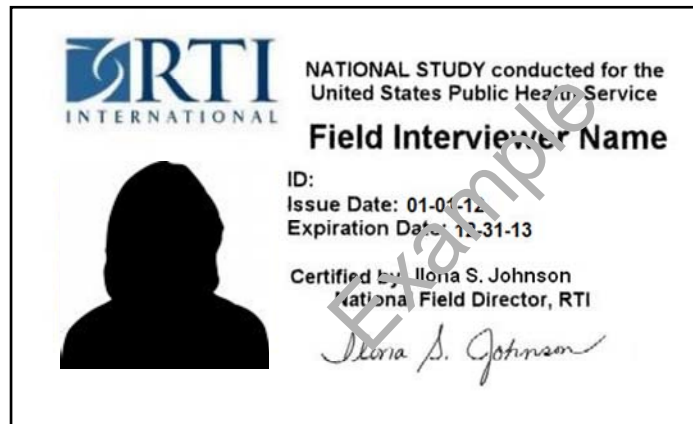 RTI
INTERNATIONAL
NATIONAL STUDY conducted for the
United States Public Health Service
Field Interviewer Name
ID:
Issue Date: 01-01-12
Expiration Date: 12-31-13
Certified by: Ilona S. Johnson
National Field Director, RTI
Ilona S. Johnson
Example